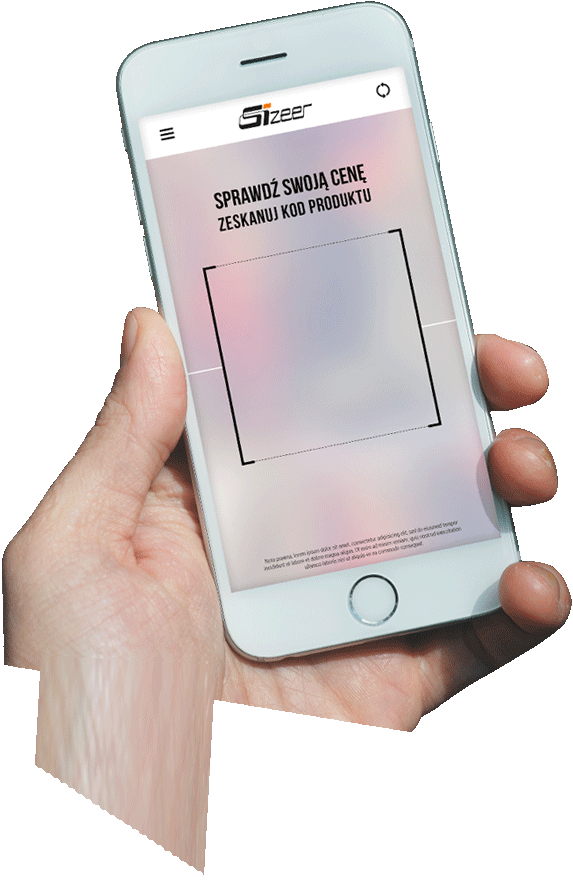 Sizeer
SPRAWDŹ SWOJĄ CENĘ
ZESKANUJ KOD PRODUKTU
Nota prawna, lorem ipsum dolor sit amet, consectetur adipisicing elit, sed do eiusmod tempor
incididunt ut labore et dolore magna aliqua. Ut enim ad minim veniam, quis nostrud exercitation
ullamco laboris nisi ut aliquip ex ea commodo consequat.